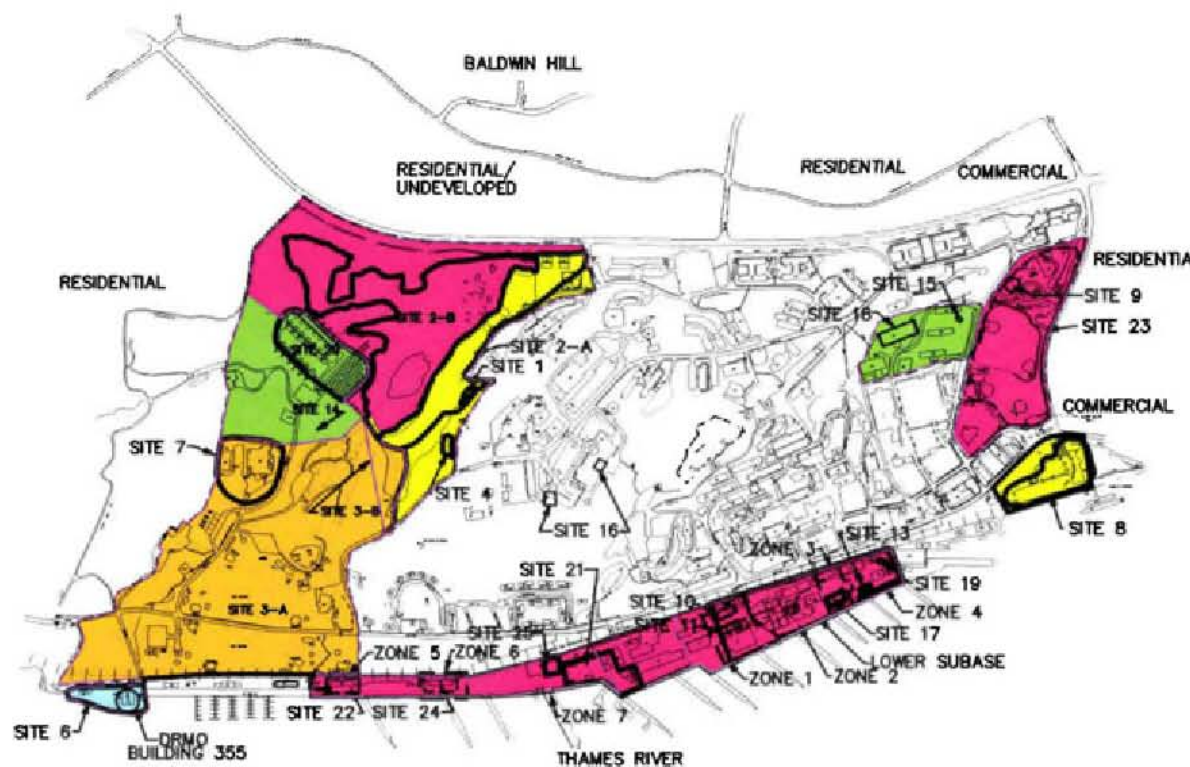 BALDWIN HILL
RESIDENTIAL/
UNDEVELOPED
RESIDENTIAL
COMMERCIAL
RESIDENTIAL
RESIDENTIA
SITE 15
SITE 9
SITE 18
SITE 23
SITE 2-B
SITE 2-A
SITE 1
SITE 14
COMMERCIAL
SITE 7
SITE 4
SITE 3-B
SITE 16
SITE 8
SITE 13
ZONE 3
SITE 21
SITE 19
SITE 10
ZONE 4
SITE 3-A
SITE 17
LOWER SUBASE
ZONE 5
ZONE 6
ZONE 1
ZONE 2
SITE 22
SITE 24
ZONE 7
SITE 6
DRMO
BUILDING 355
THAMES RIVER